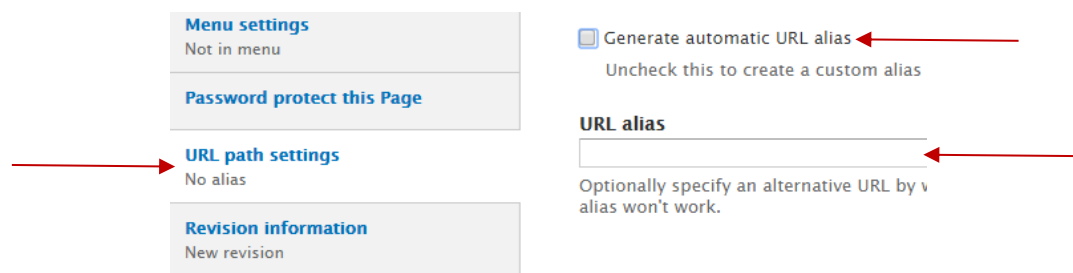 Menu settings
Not in menu
Password protect this Page
URL path settings
No alias
Revision information
New revision
Generate automatic URL alias
Uncheck this to create a custom alias
URL alias
Optionally specify an alternative URL by
alias won't work.